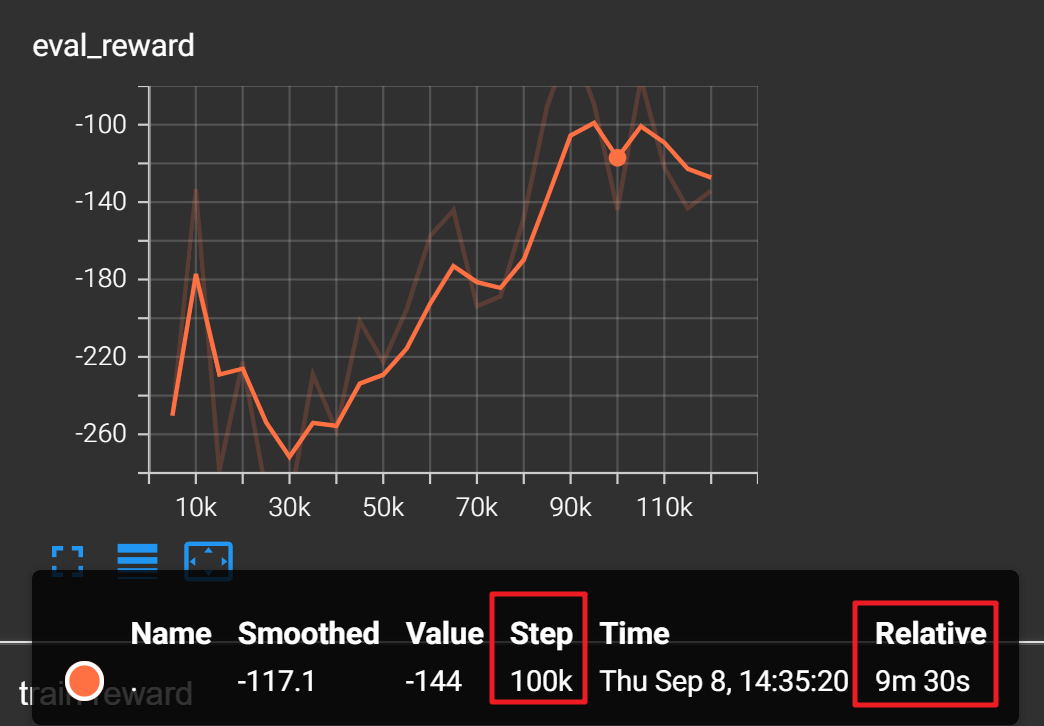 eval_reward
-100
-140
-180
-220
-260
10k 30k 50k 70k 90k 110k
Name Smoothed Value Step Time Relative
. -117.1 -144 100k Thu Sep 8, 14:35:20 9m 30s
train_reward